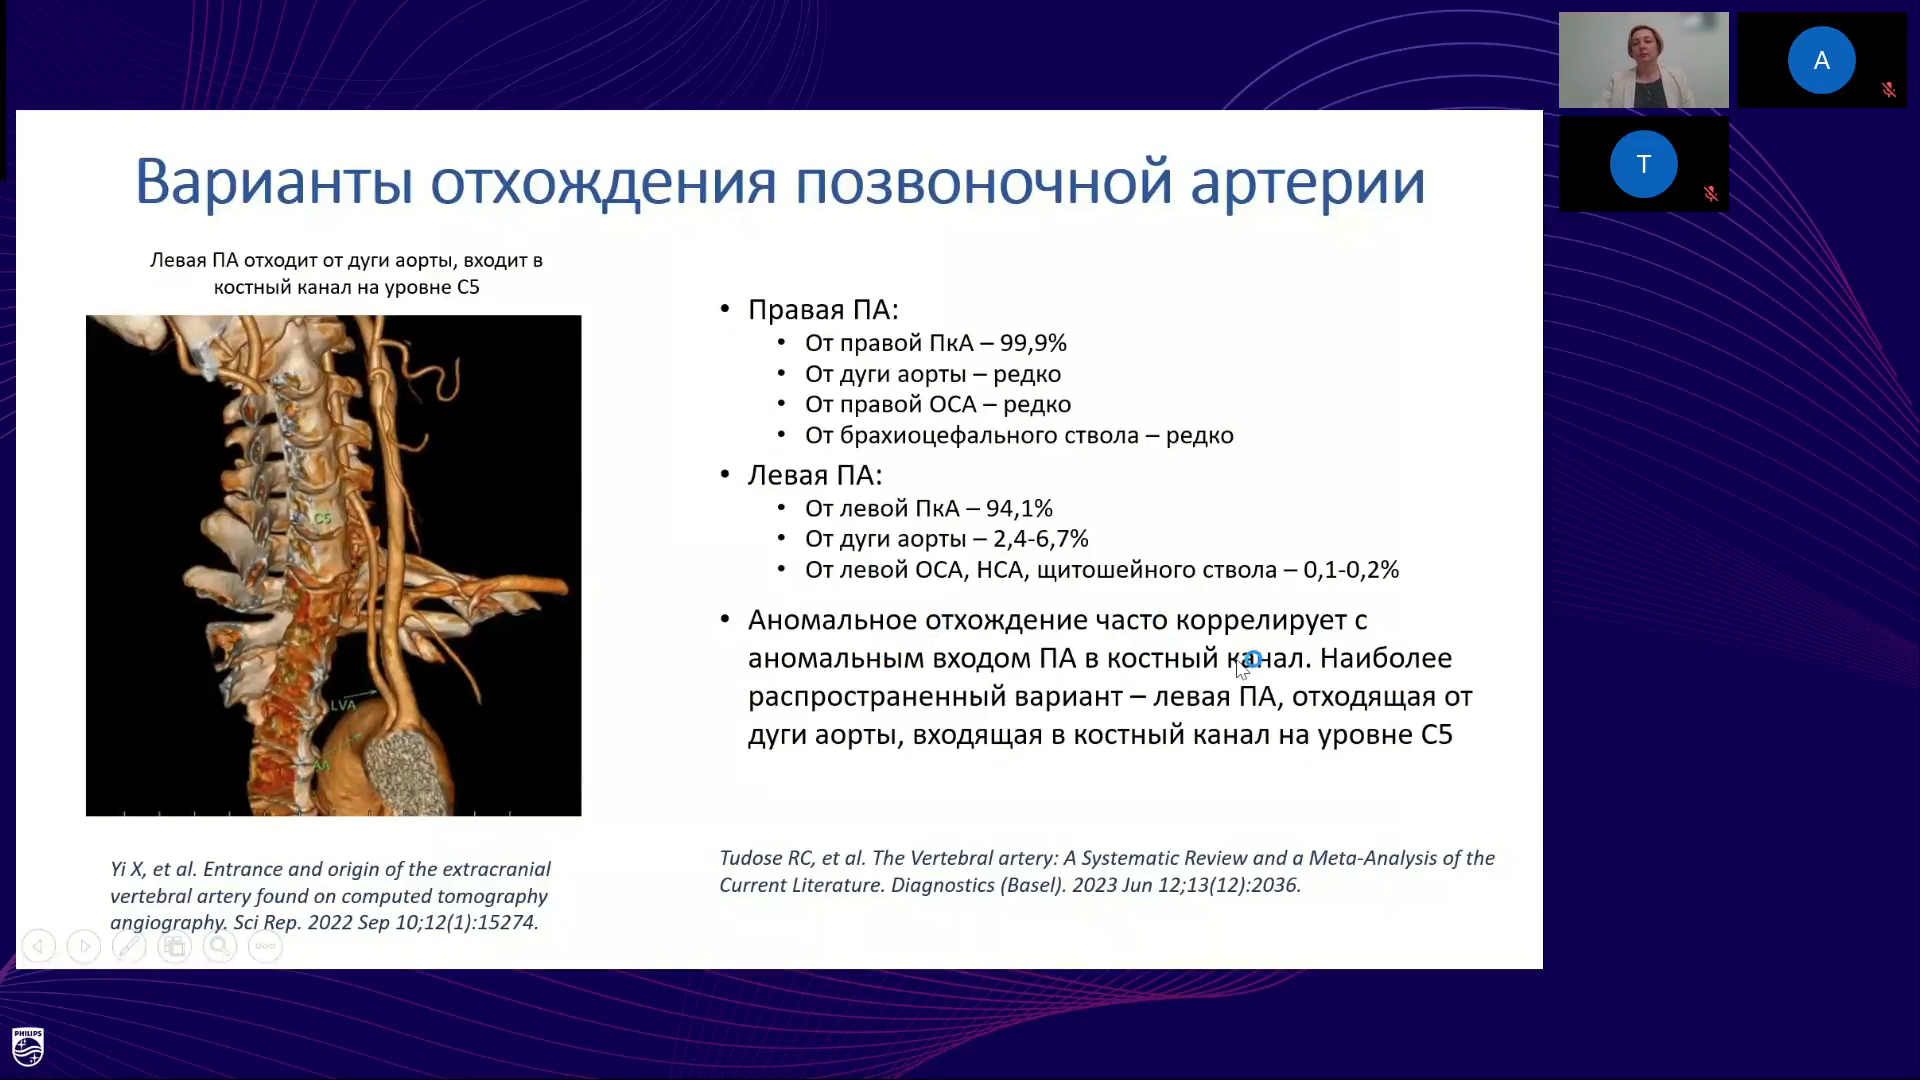 A
T
Варианты отхождения позвоночной артерии
Левая ПА отходит от дуги аорты, входит в
костный канал на уровне С5
C5
LVA
AA
Yi X, et al. Entrance and origin of the extracranial
vertebral artery found on computed tomography
angiography. Sci Rep. 2022 Sep 10;12(1):15274.
• Правая ПА:
• От правой ПкА – 99,9%
• От дуги аорты – редко
• От правой ОСА – редко
• От брахиоцефального ствола – редко
• Левая ПА:
• От левой ПкА – 94,1%
• От дуги аорты – 2,4-6,7%
• От левой ОСА, НСА, щитошейного ствола – 0,1-0,2%
• Аномальное отхождение часто коррелирует с
аномальным входом ПА в костный канал. Наиболее
распространенный вариант – левая ПА, отходящая от
дуги аорты, входящая в костный канал на уровне С5
Tudose RC, et al. The Vertebral artery: A Systematic Review and a Meta-Analysis of the
Current Literature. Diagnostics (Basel). 2023 Jun 12;13(12):2036.
PHILIPS